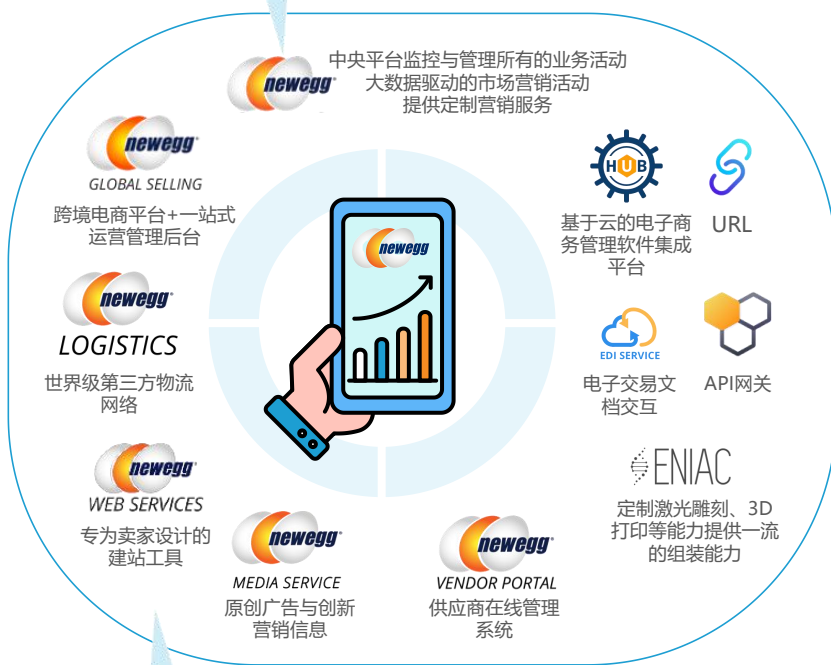 newegg
中央平台监控与管理所有的业务活动
大数据驱动的市场营销活动
提供定制营销服务
newegg
GLOBAL SELLING
跨境电商平台+一站式
运营管理后台
newegg
LOGISTICS
世界级第三方物流
网络
newegg
WEB SERVICES
专为卖家设计的
建站工具
newegg
MEDIA SERVICE
原创广告与创新
营销信息
newegg
VENDOR PORTAL
供应商在线管理
系统
newegg
HUB
基于云的电子商
务管理软件集成
平台
URL
EDI SERVICE
电子交易文
档交互
API网关
ENIAC
定制激光雕刻、3D
打印等能力提供一流
的组装能力